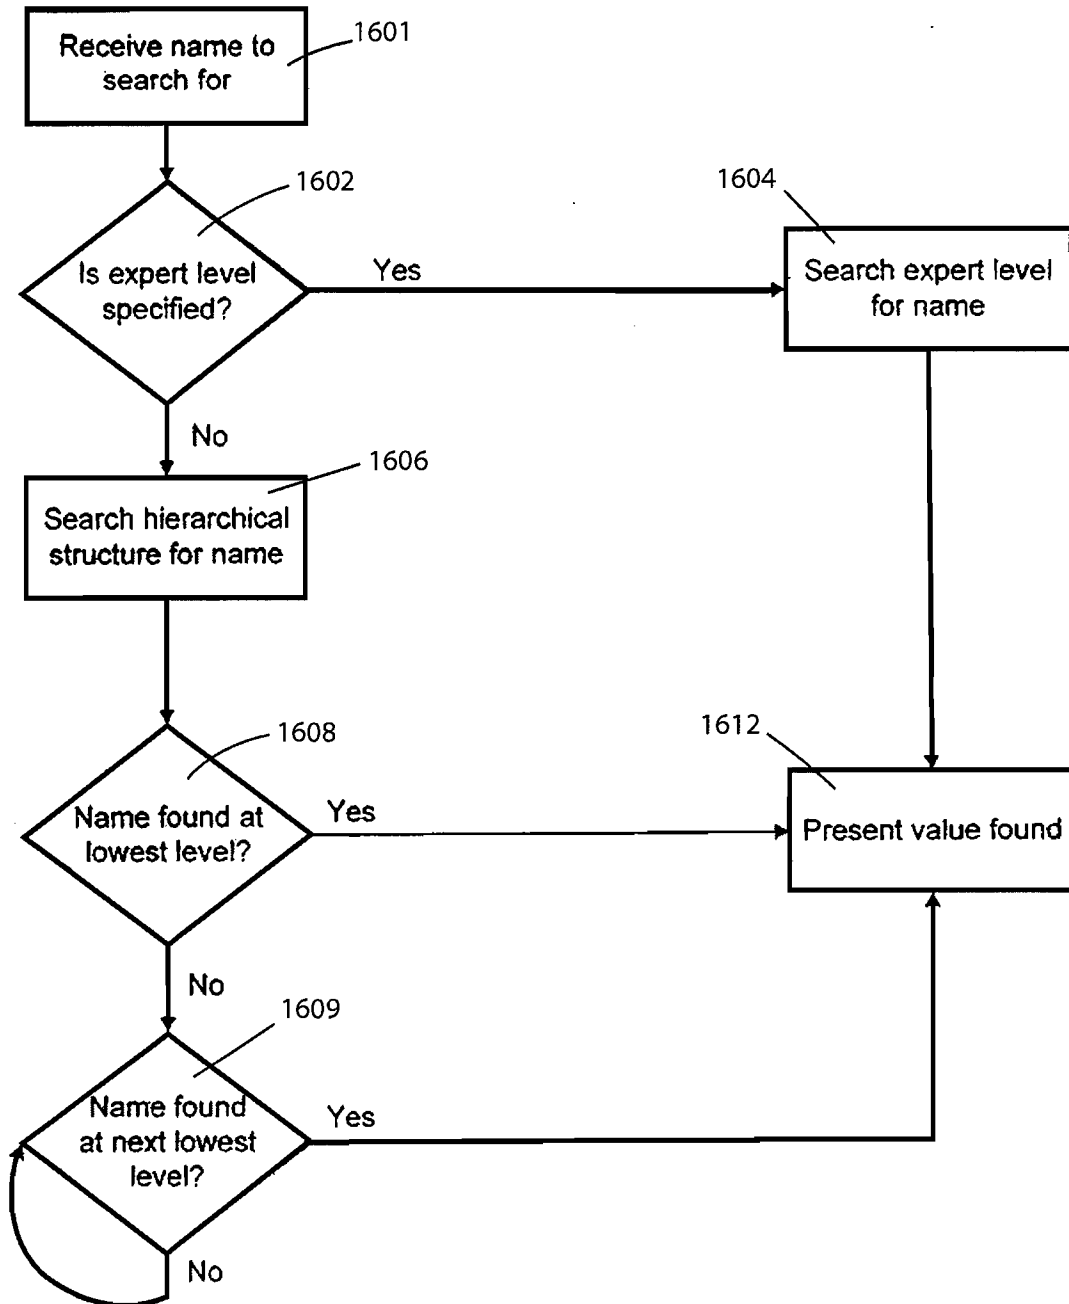 Receive name to
search for
1601
1602
Is expert level
specified?
Yes
1604
Search expert level
for name
No
1606
Search hierarchical
structure for name
1608
Name found at
lowest level?
Yes
1612
Present value found
No
1609
Name found
at next lowest
level?
Yes
No